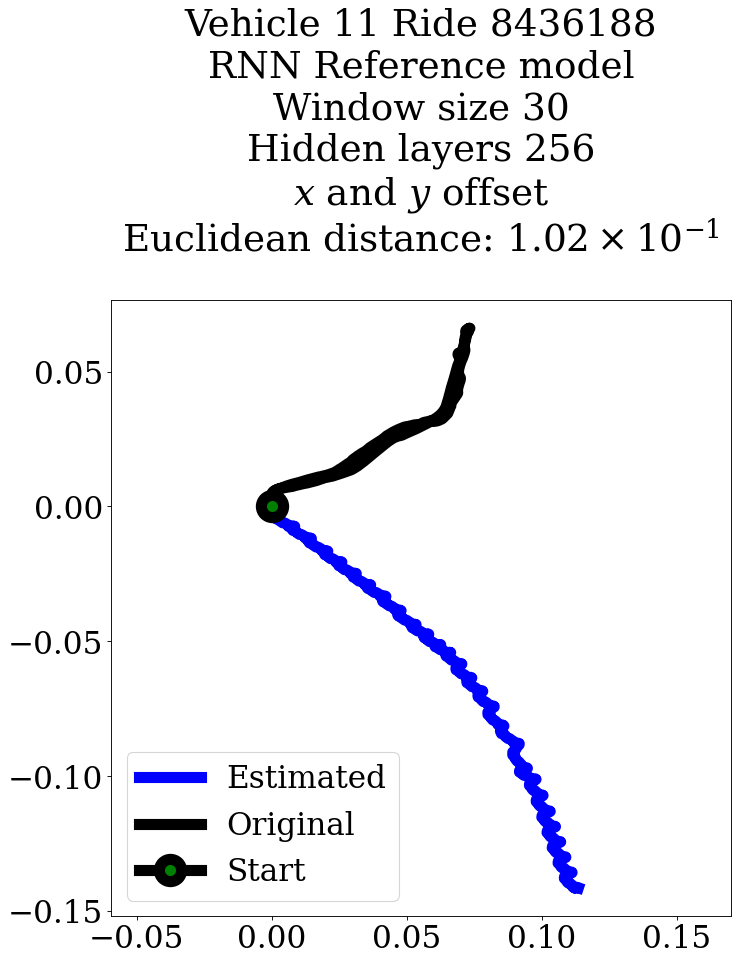 Vehicle 11 Ride 8436188
RNN Reference model
Window size 30
Hidden layers 256
x and y offset
Euclidean distance: 1.02 × 10⁻¹
0.05
0.00
−0.05
−0.10
−0.15
Estimated
Original
Start
−0.05 0.00 0.05 0.10 0.15